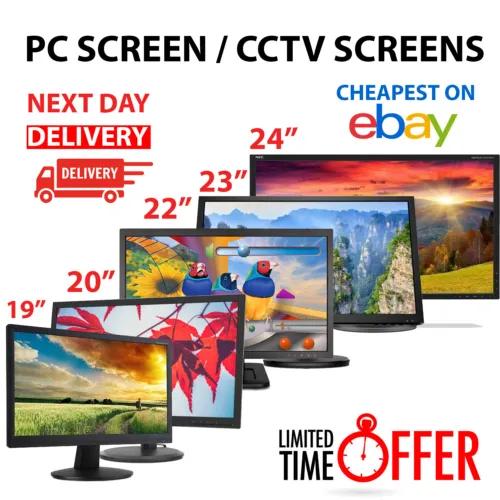 PC SCREEN / CCTV SCREENS
NEXT DAY
DELIVERY
DELIVERY
CHEAPEST ON
ebay
24”
23”
22”
20”
19”
NEC
LIMITED
TIME OFFER